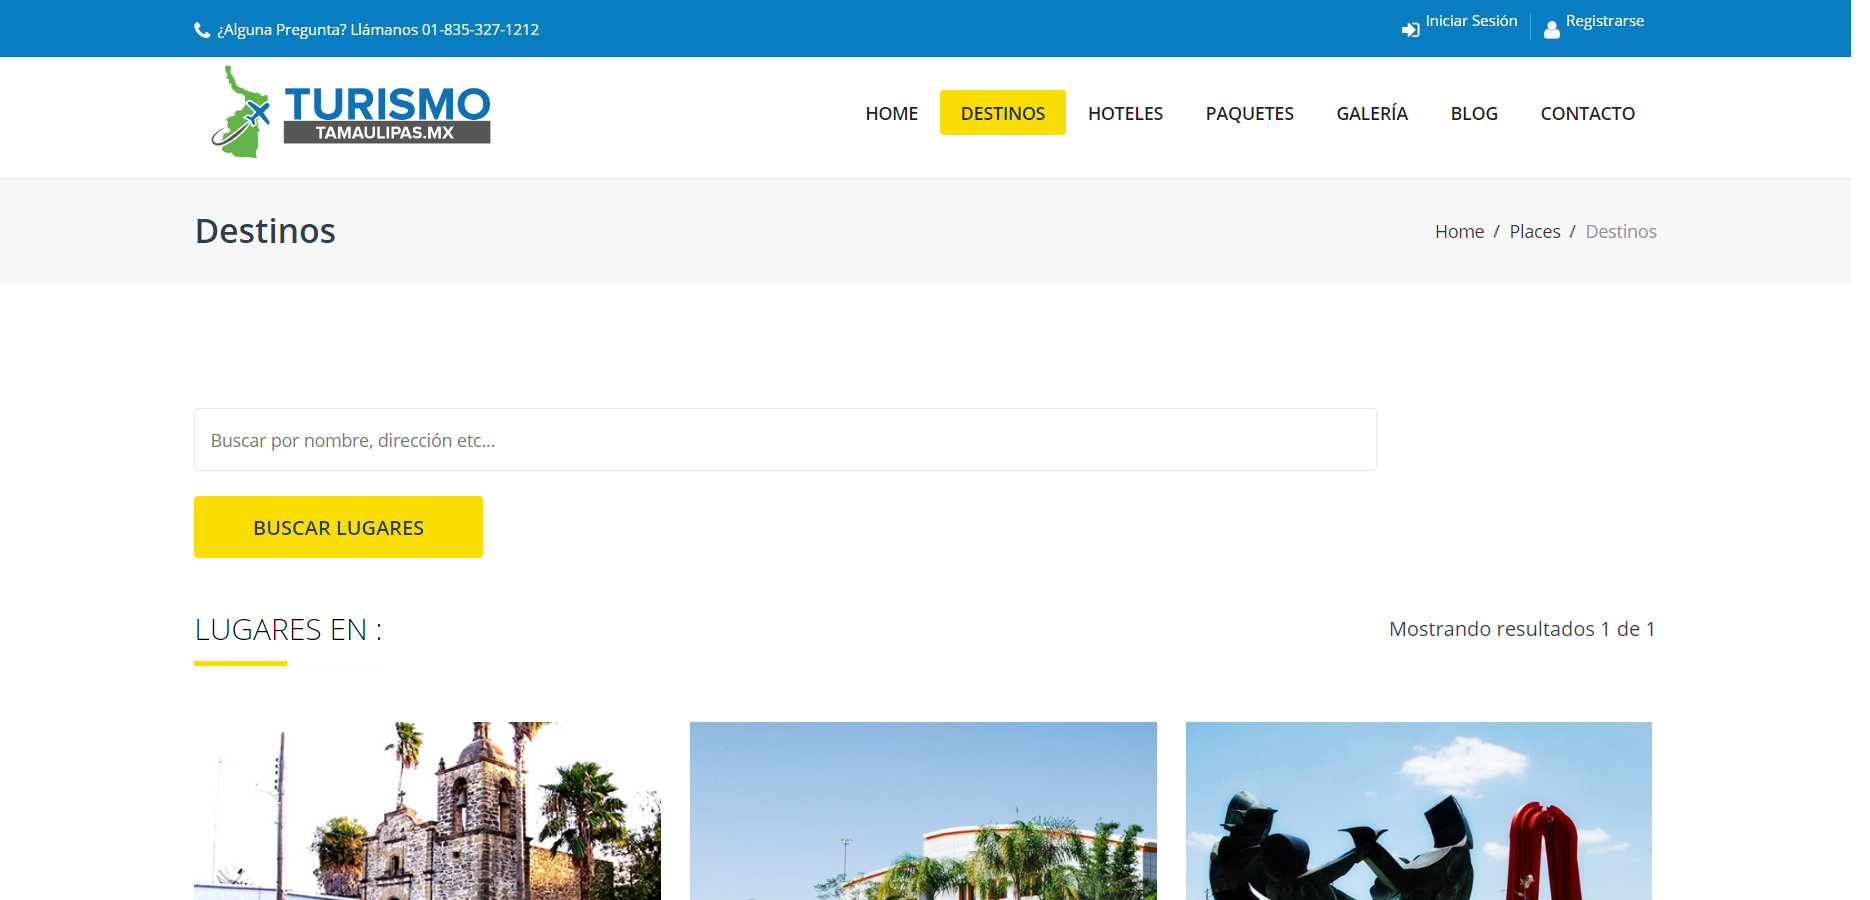 ¿Alguna Pregunta? Llámanos 01-835-327-1212
Iniciar Sesión
Registrarse
TURISMO
TAMAULIPAS.MX
HOME
DESTINOS
HOTELES
PAQUETES
GALERÍA
BLOG
CONTACTO
Destinos
Home / Places / Destinos
Buscar por nombre, dirección etc...
BUSCAR LUGARES
LUGARES EN :
Mostrando resultados 1 de 1